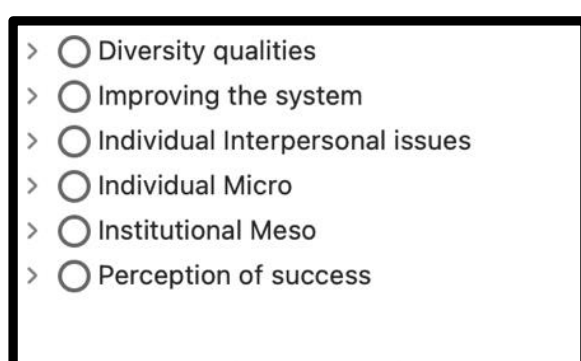 Diversity qualities
Improving the system
Individual Interpersonal issues
Individual Micro
Institutional Meso
Perception of success